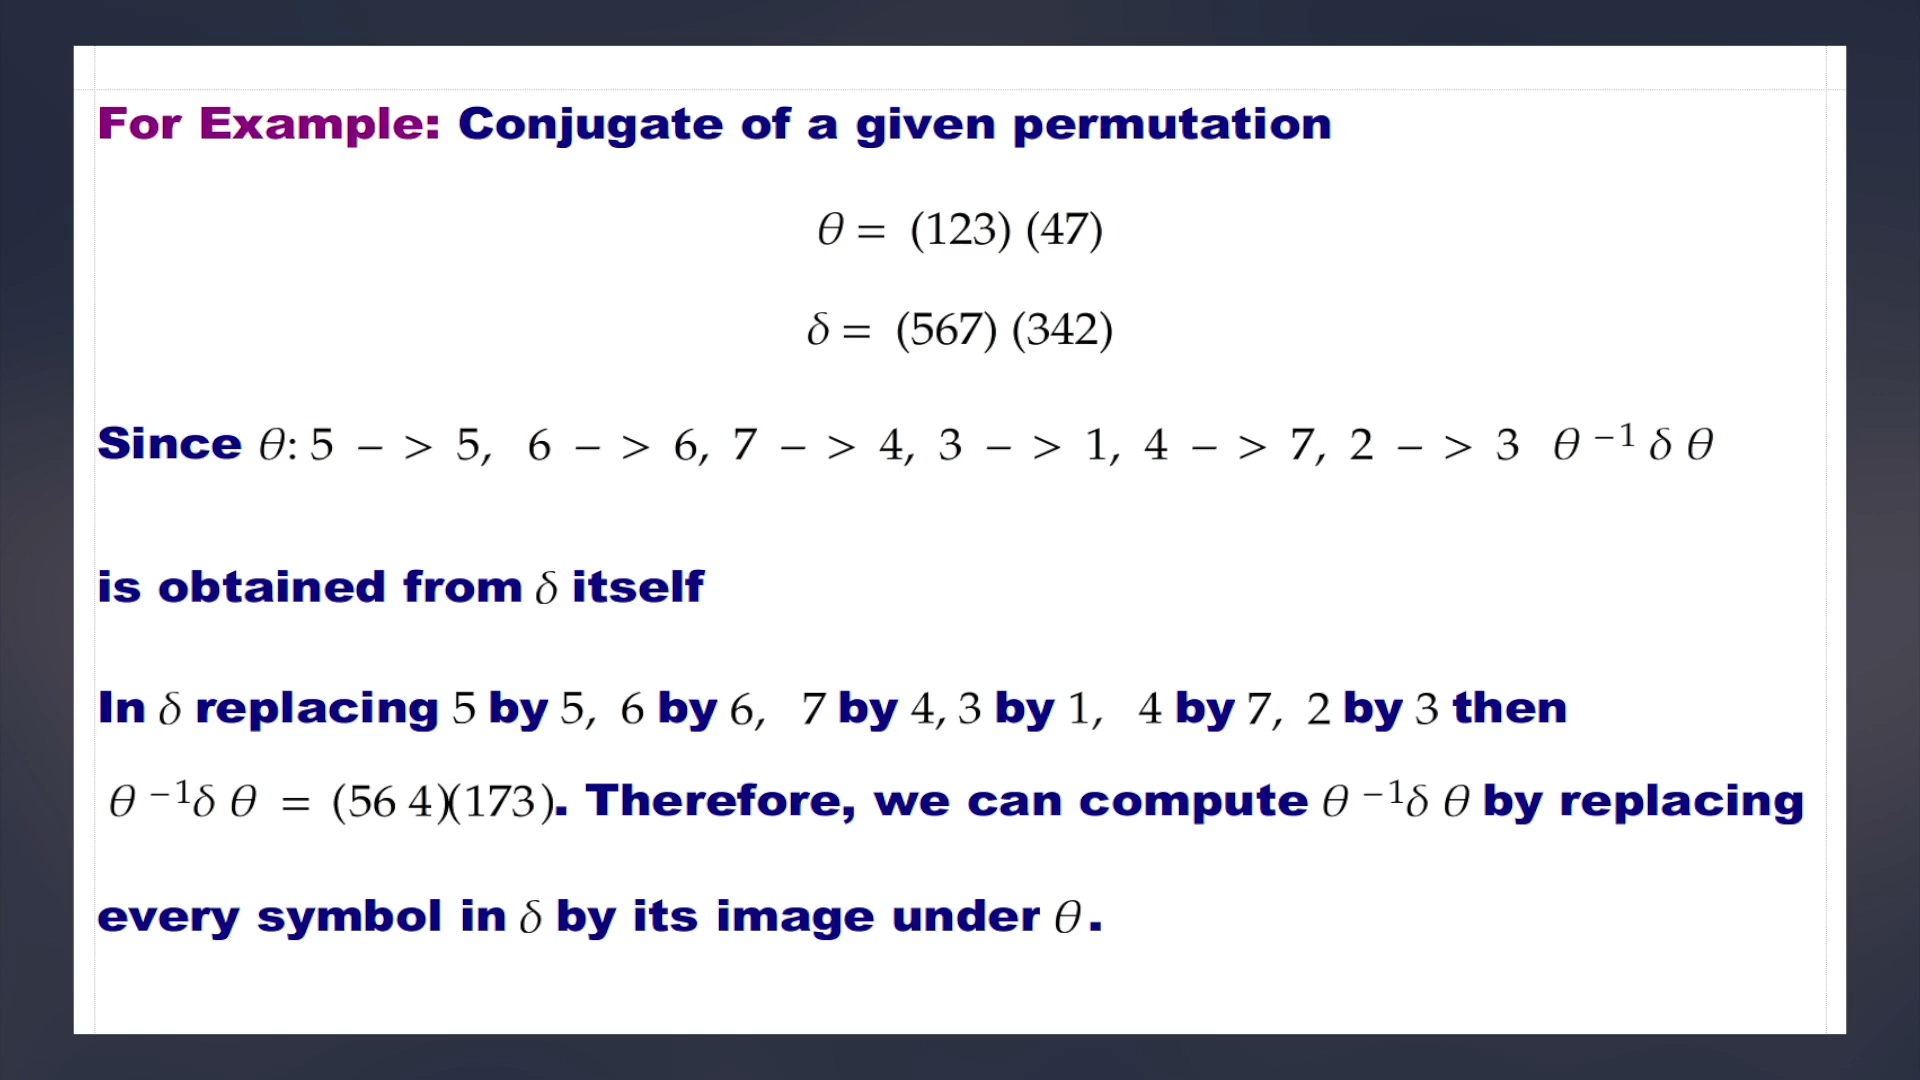 For Example: Conjugate of a given permutation
θ = (123) (47)
δ = (567) (342)
Since θ: 5 − > 5, 6 − > 6, 7 − > 4, 3 − > 1, 4 − > 7, 2 − > 3 θ ⁻¹ δ θ
is obtained from δ itself
In δ replacing 5 by 5, 6 by 6, 7 by 4, 3 by 1, 4 by 7, 2 by 3 then
θ ⁻¹δ θ = (56 4)(173). Therefore, we can compute θ ⁻¹δ θ by replacing
every symbol in δ by its image under θ.